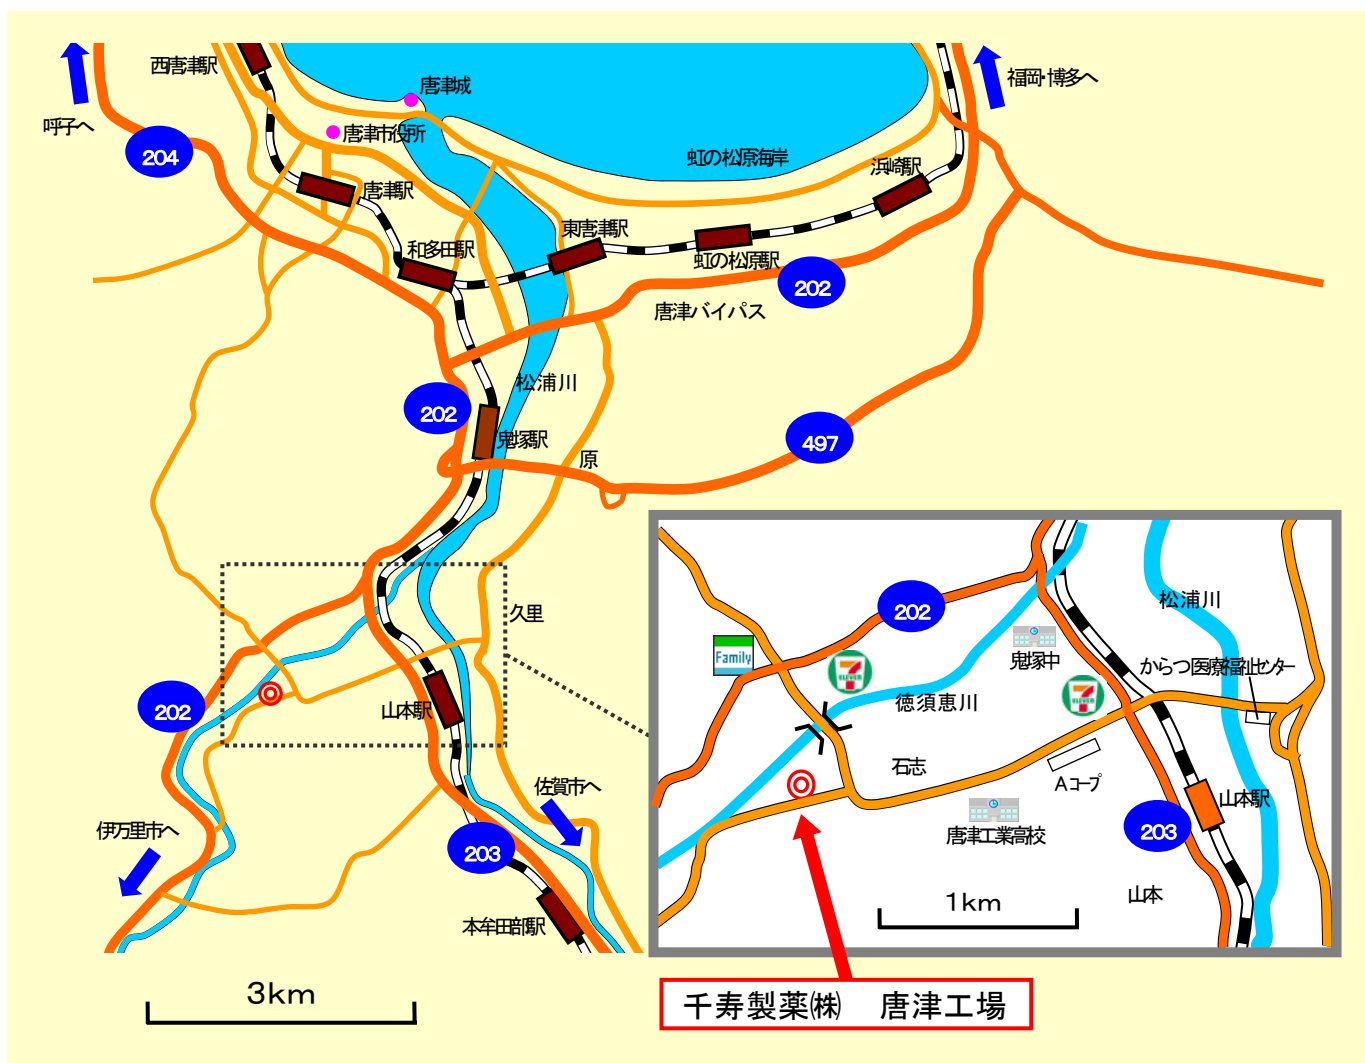 西唐津駅
唐津城
福岡・博多へ
呼子へ
唐津市役所
204
虹の松原海岸
浜崎駅
唐津駅
東唐津駅
和多田駅
虹の松原駅
202
唐津バイパス
松浦川
202
497
鬼塚駅
原
久里
202
山本駅
佐賀市へ
伊万里市へ
203
本牟田部駅
3km
202
松浦川
Family
鬼塚中
からつ医療福祉センター
7
ELEVEN
7
ELEVEN
徳須恵川
石志
Aコープ
山本駅
唐津工業高校
203
山本
1km
千寿製薬㈱　唐津工場